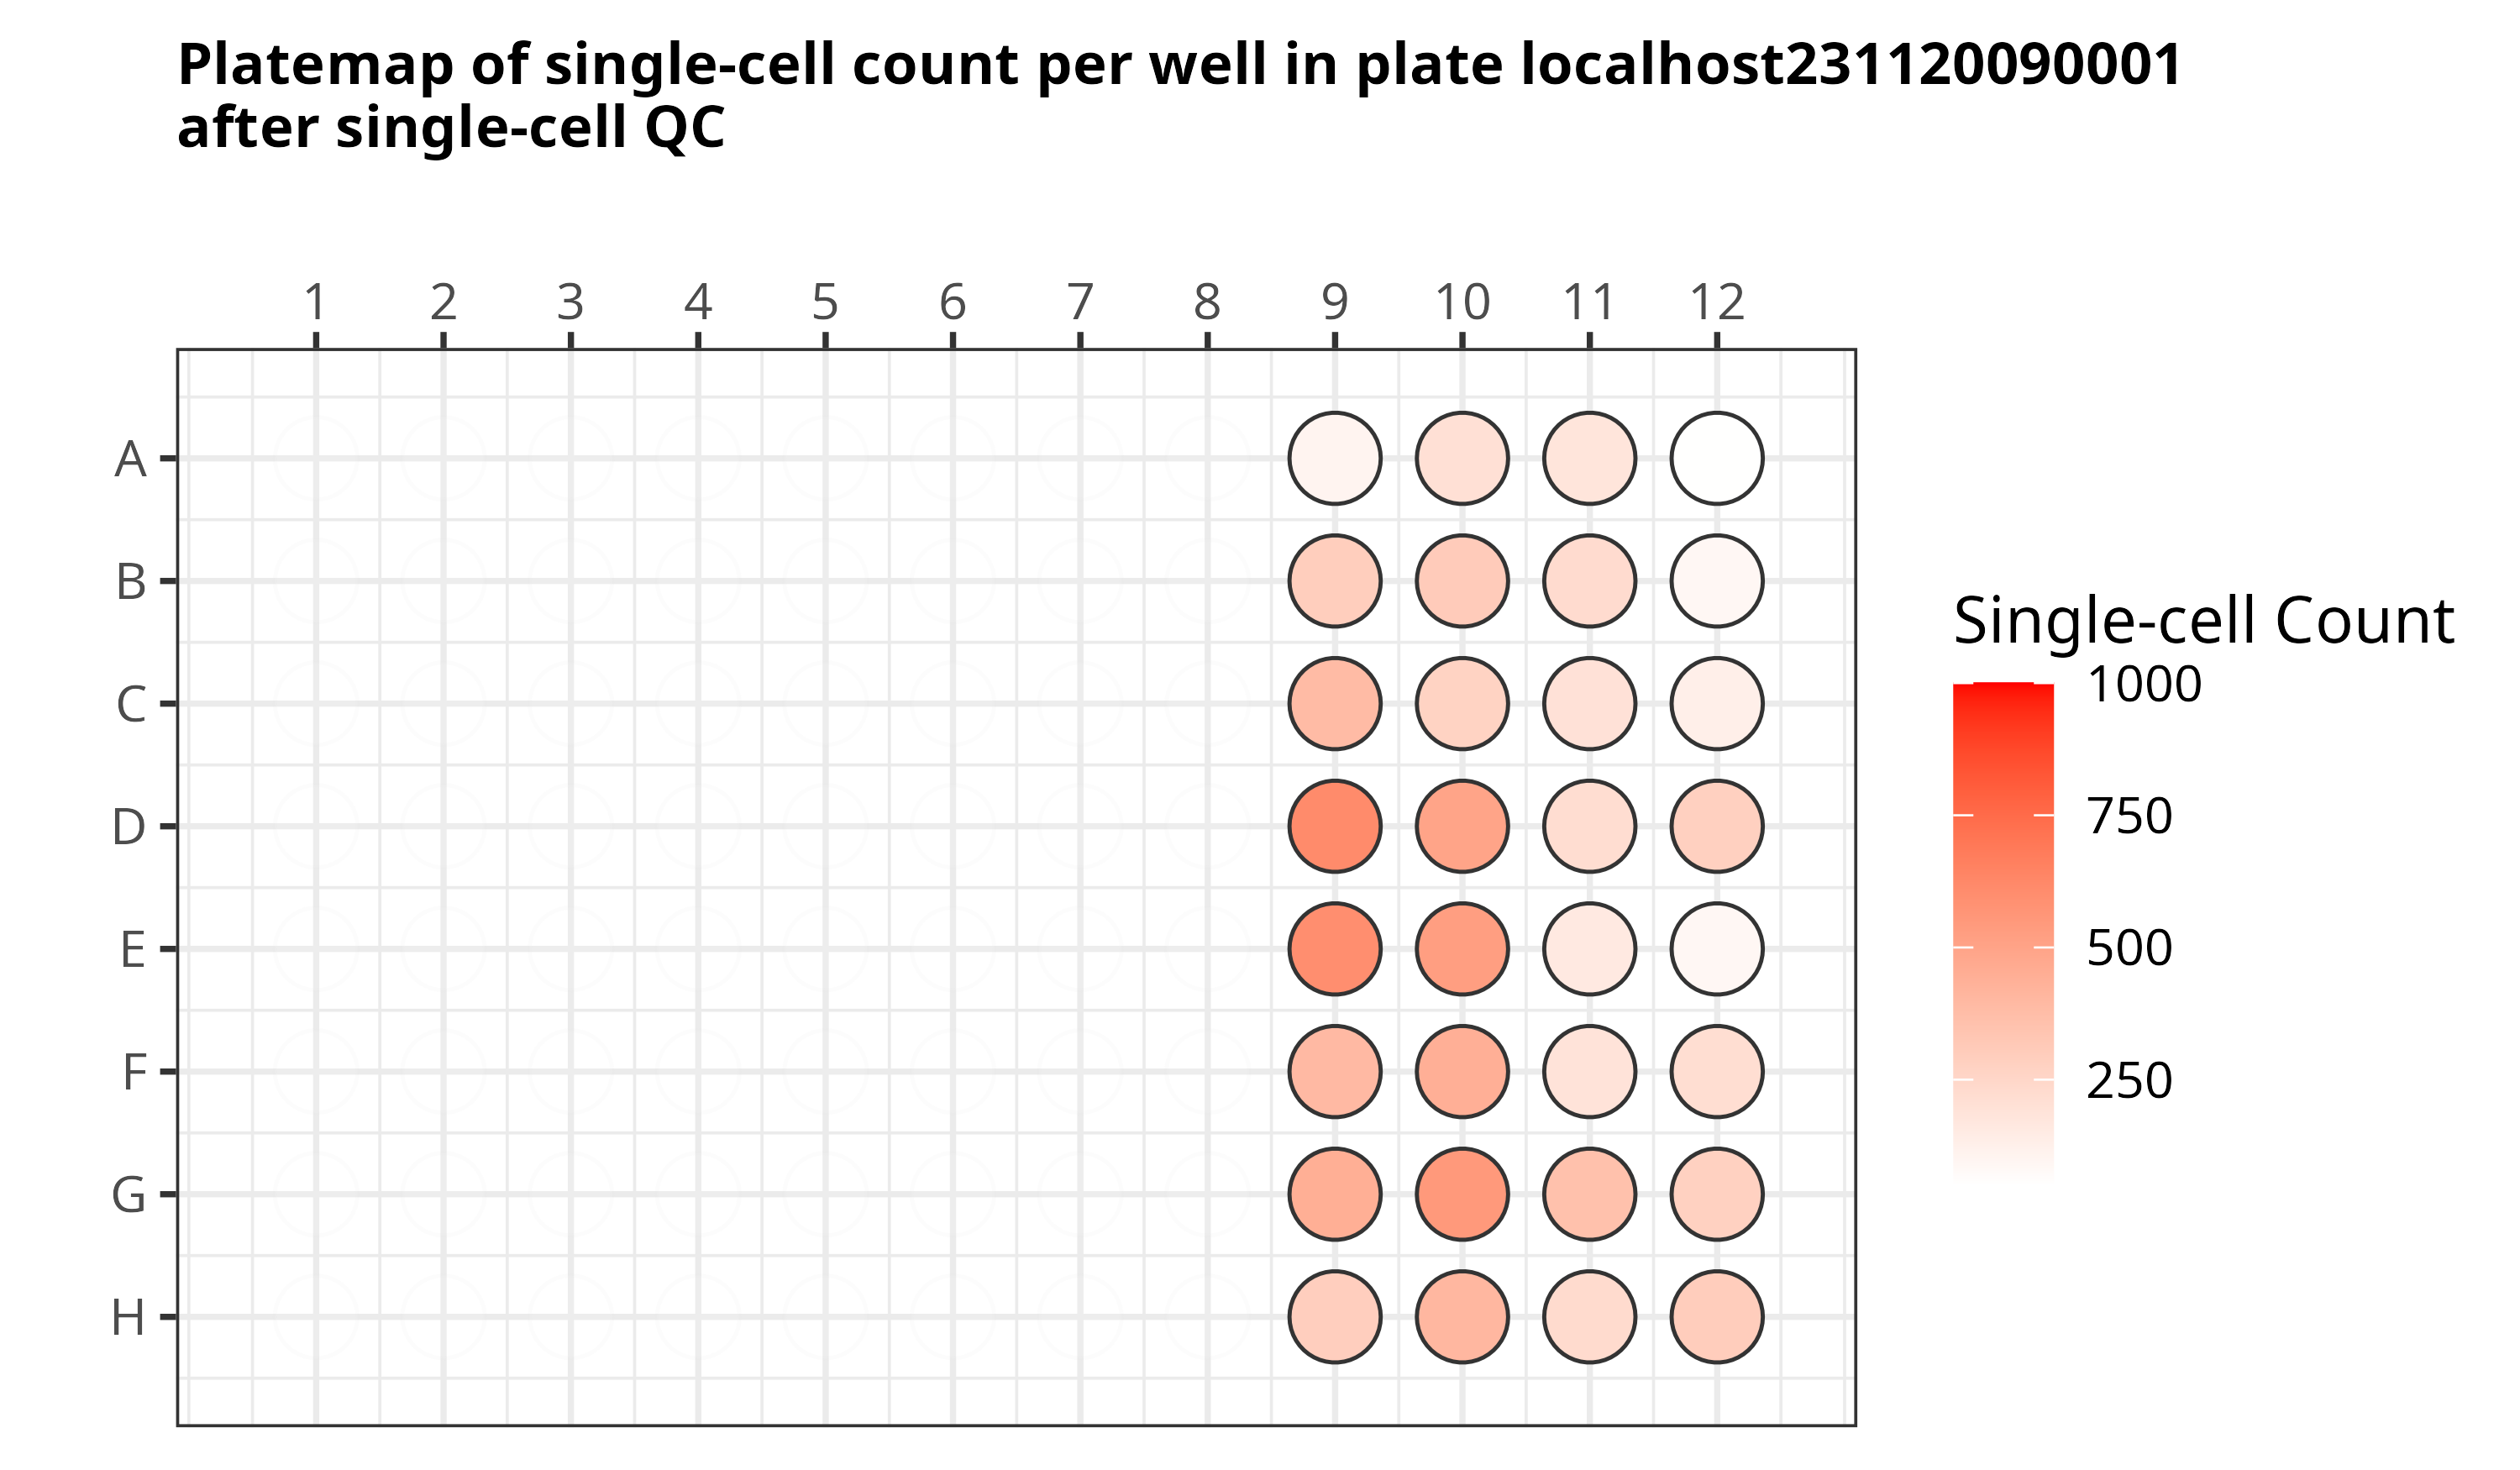 Platemap of single-cell count per well in plate localhost231120090001
after single-cell QC
1 2 3 4 5 6 7 8 9 10 11 12
A
B
C
D
E
F
G
H
Single-cell Count
1000
750
500
250